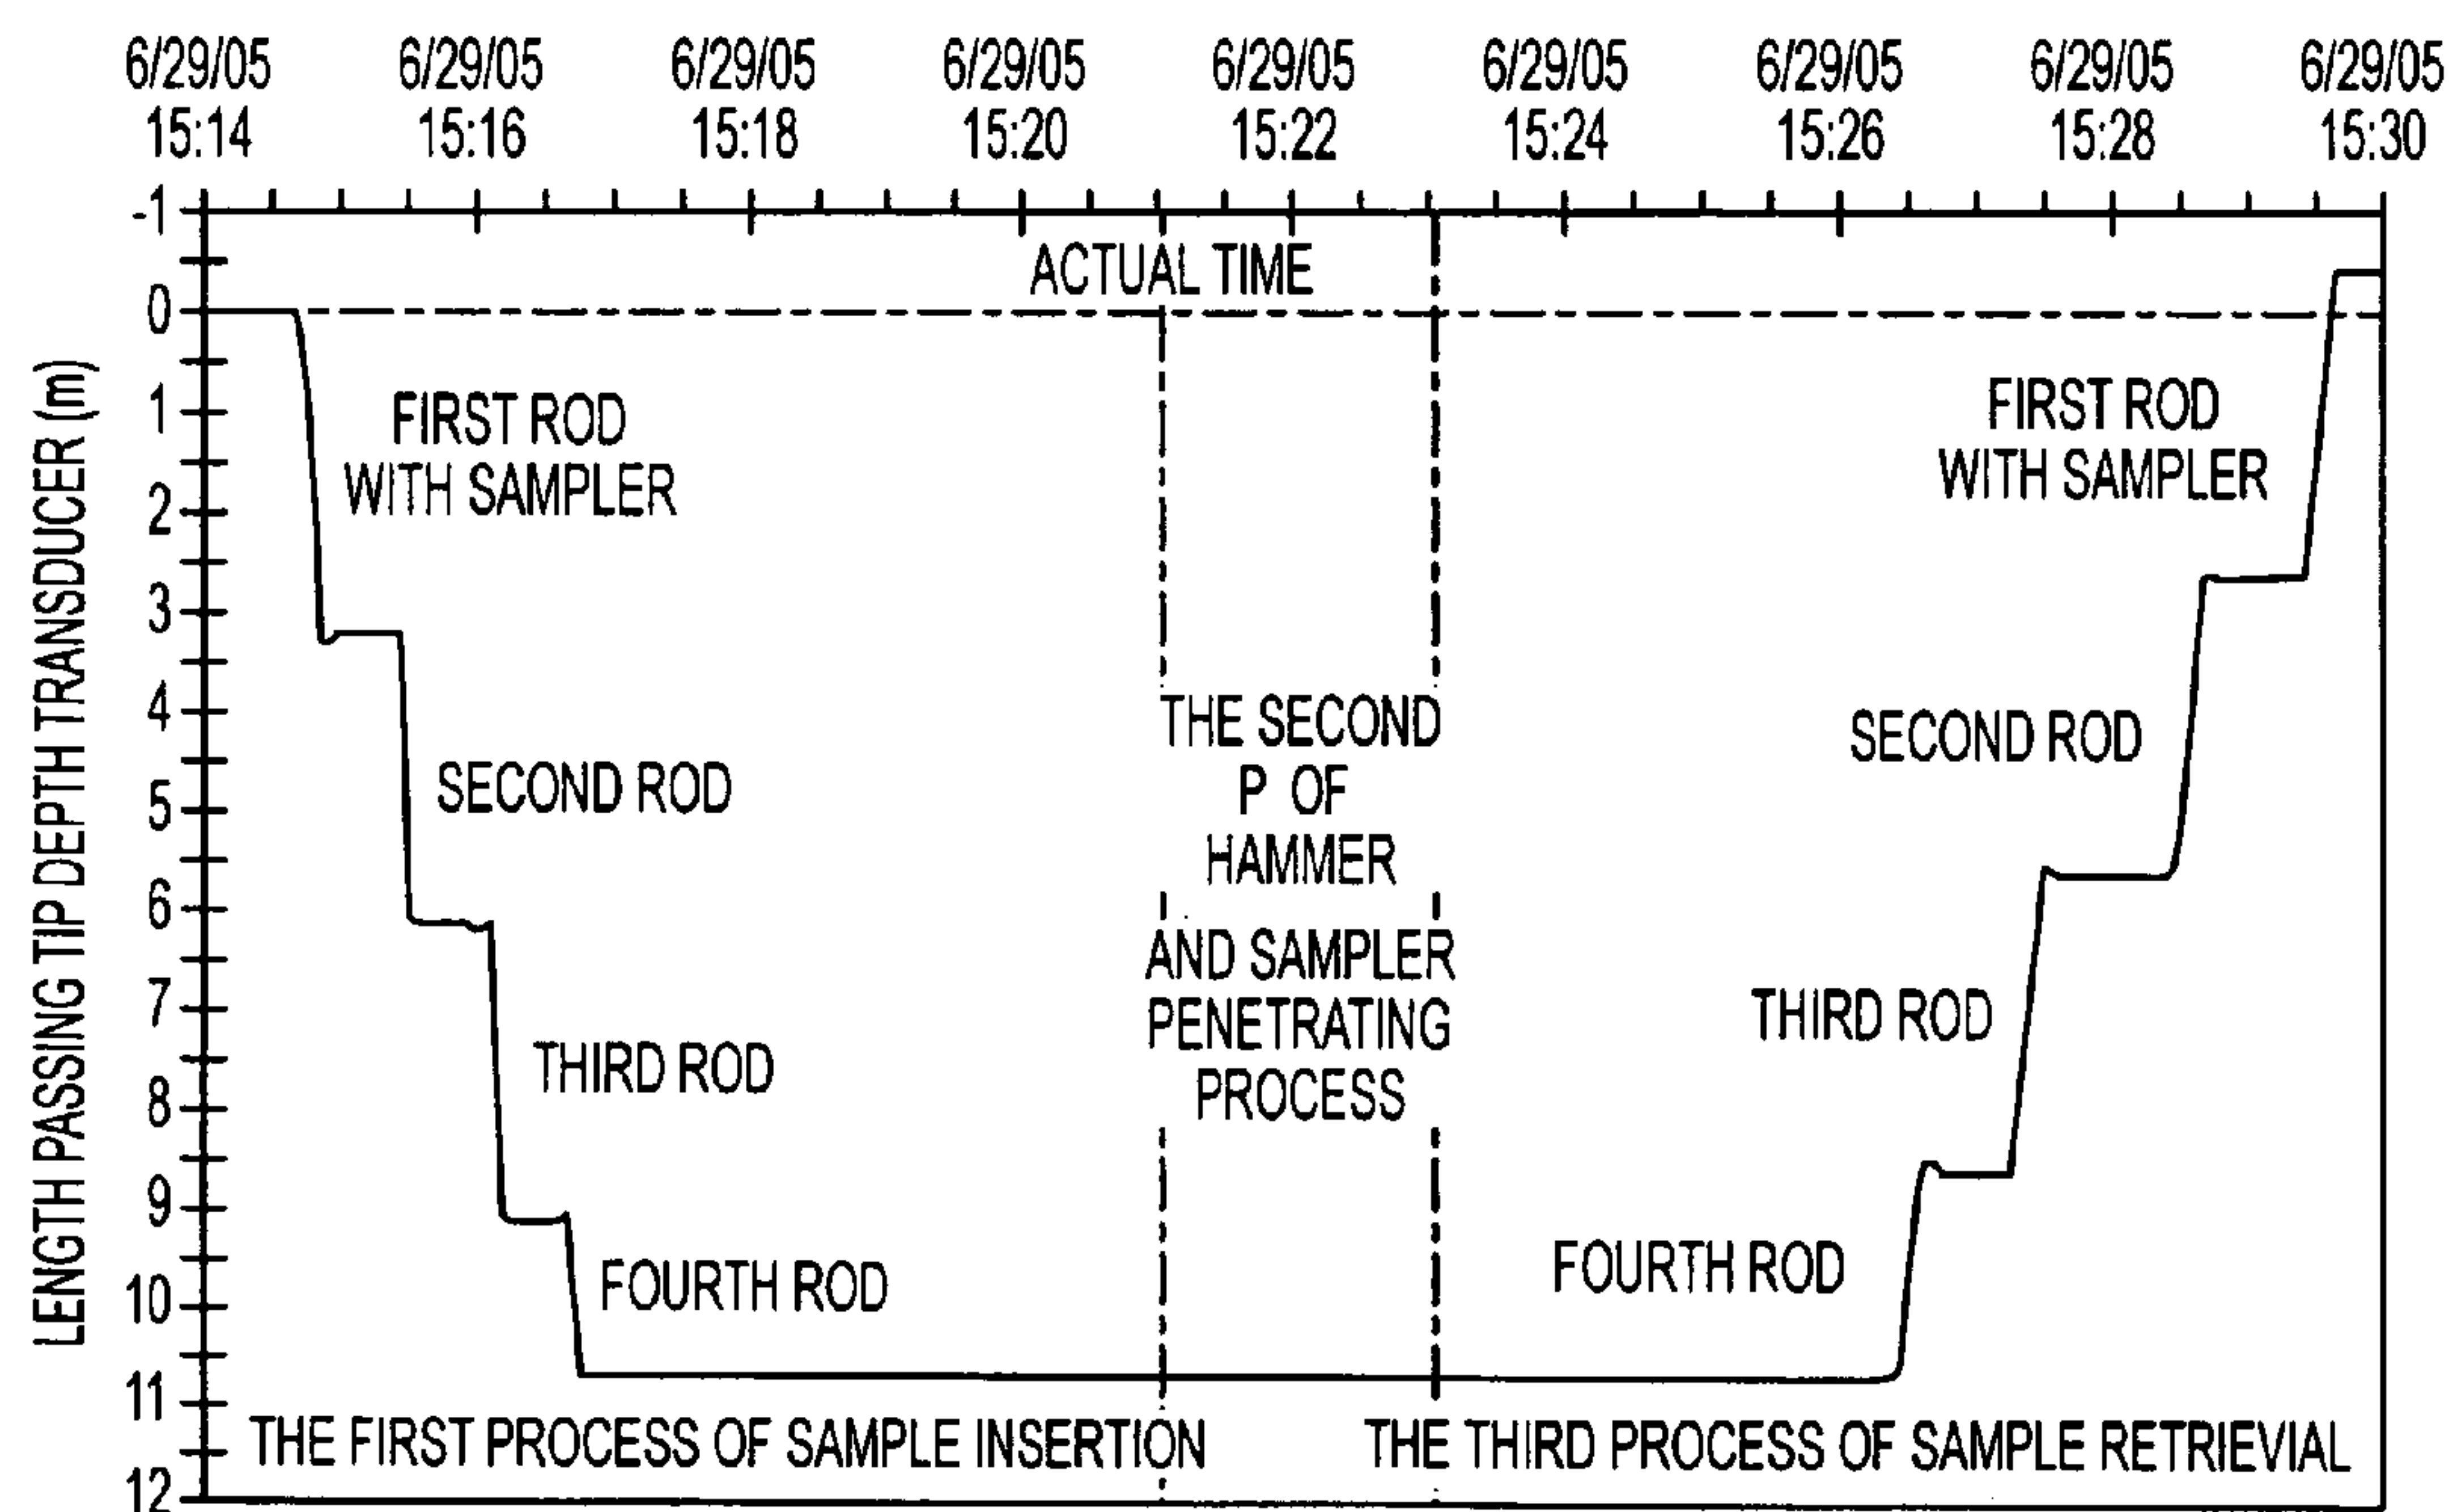 6/29/05 6/29/05 6/29/05 6/29/05 6/29/05 6/29/05 6/29/05 6/29/05 6/29/05
15:14 15:16 15:18 15:20 15:22 15:24 15:26 15:28 15:30
ACTUAL TIME
LENGTH PASSING TIP DEPTH TRANSDUCER (m)
-1
0
1
2
3
4
5
6
7
8
9
10
11
12
FIRST ROD
WITH SAMPLER
SECOND ROD
THIRD ROD
FOURTH ROD
THE FIRST PROCESS OF SAMPLE INSERTION
THE SECOND
P OF
HAMMER
AND SAMPLER
PENETRATING
PROCESS
FIRST ROD
WITH SAMPLER
SECOND ROD
THIRD ROD
FOURTH ROD
THE THIRD PROCESS OF SAMPLE RETRIEVIAL